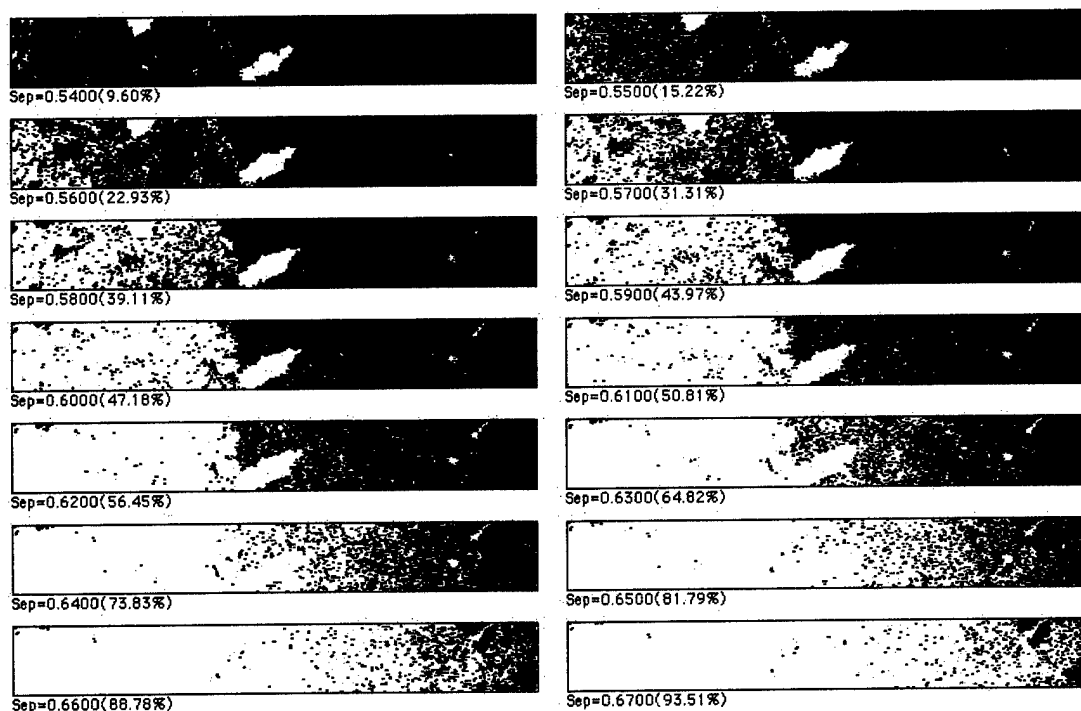 Sep=0.5400(9.60%)
Sep=0.5500(15.22%)
Sep=0.5600(22.93%)
Sep=0.5700(31.31%)
Sep=0.5800(39.11%)
Sep=0.5900(43.97%)
Sep=0.6000(47.18%)
Sep=0.6100(50.81%)
Sep=0.6200(56.45%)
Sep=0.6300(64.82%)
Sep=0.6400(73.83%)
Sep=0.6500(81.79%)
Sep=0.6600(88.78%)
Sep=0.6700(93.51%)